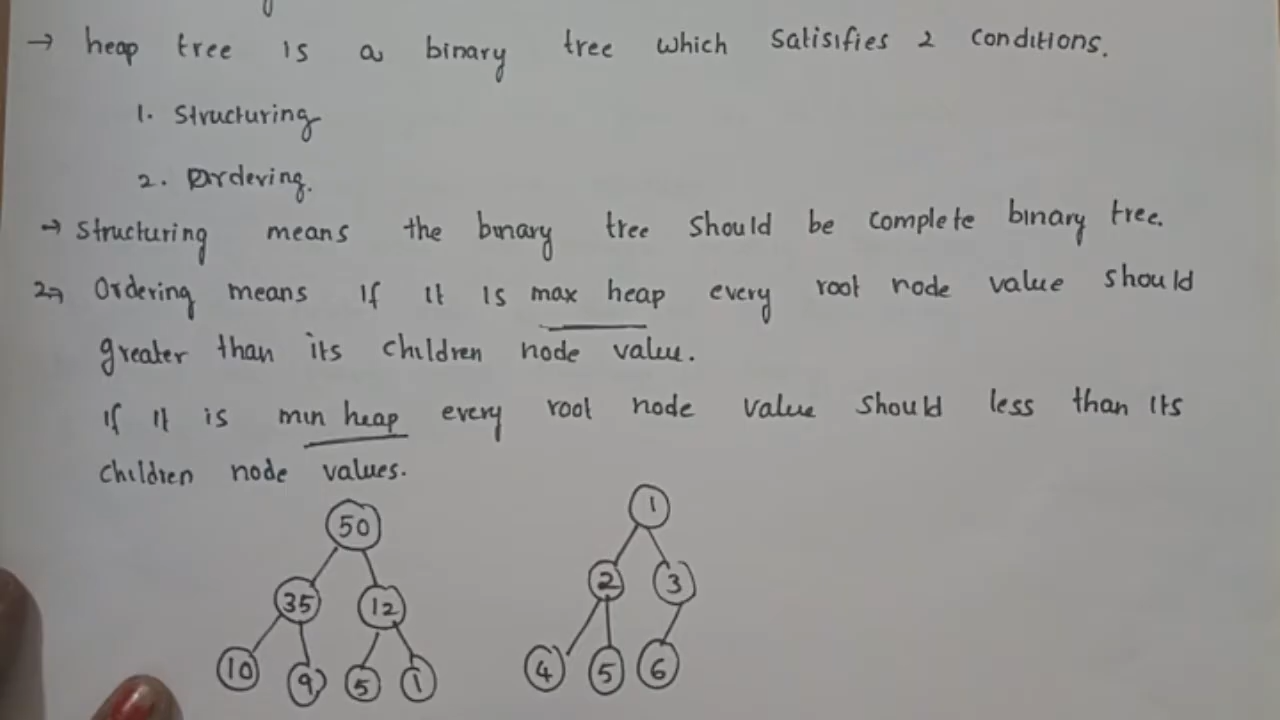 → heap tree is a binary tree which satisifies 2 conditions.
1. Structuring
2. Ordering.
→ Structuring means the binary tree should be complete binary tree.
2→ Ordering means if it is max heap every root node value should
greater than its children node value.
if it is min heap every root node value should less than its
children node values.
50 1
35 12 2 3
10 9 5 1 4 5 6